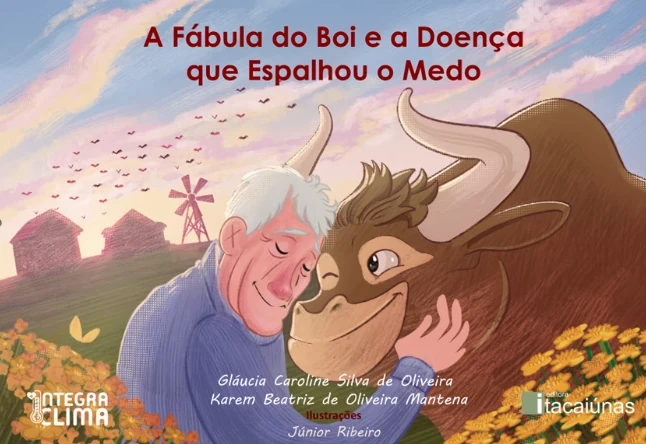 A Fábula do Boi e a Doença
que Espalhou o Medo
Gláucia Caroline Silva de Oliveira
Karem Beatriz de Oliveira Mantena
Ilustrações
Júnior Ribeiro
INTEGRA
CLIMA
editora
itacaiúnas